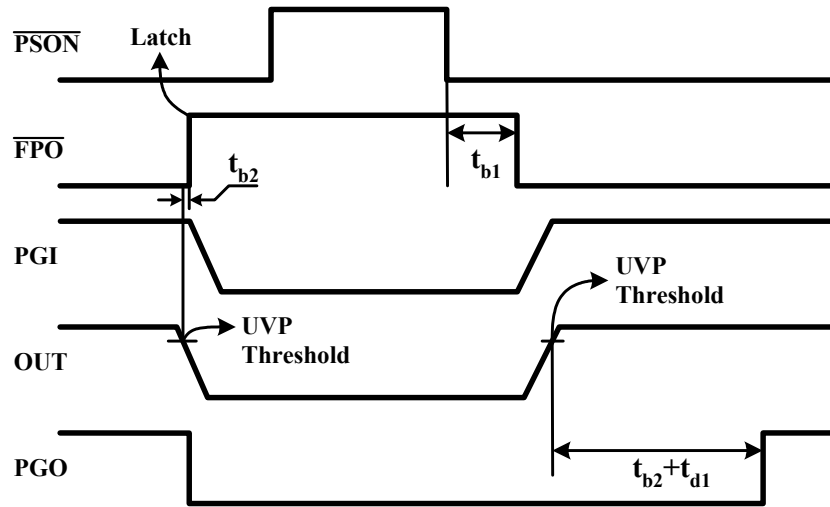 PSON
Latch
FPO
tb1
tb2
PGI
UVP
Threshold
UVP
Threshold
OUT
PGO
tb2+td1